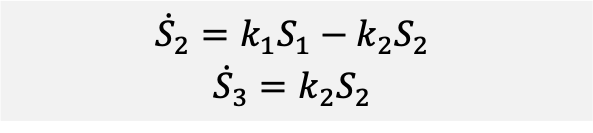 Ṡ₂ = k₁S₁ − k₂S₂
Ṡ₃ = k₂S₂